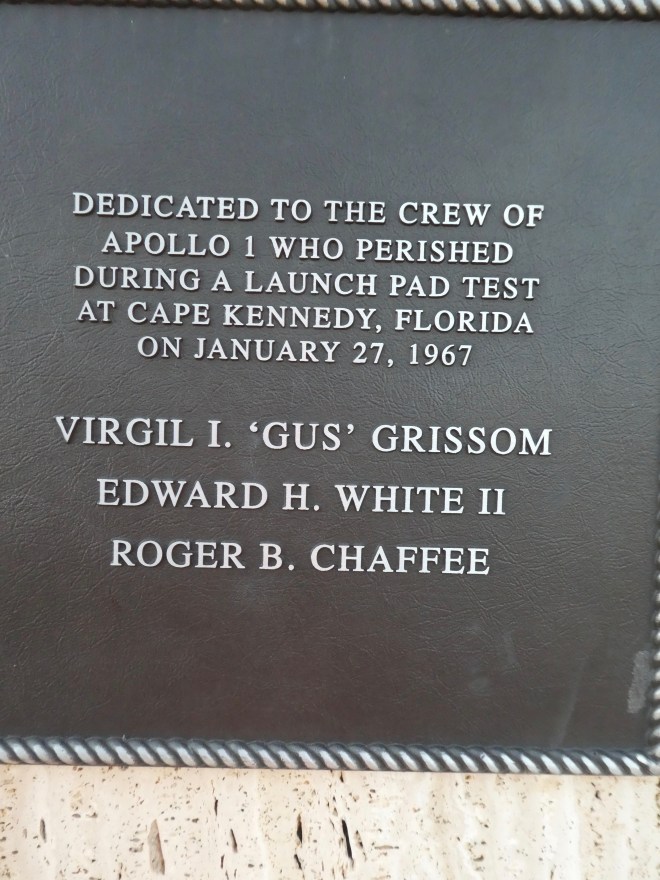 DEDICATED TO THE CREW OF
APOLLO 1 WHO PERISHED
DURING A LAUNCH PAD TEST
AT CAPE KENNEDY, FLORIDA
ON JANUARY 27, 1967
VIRGIL I. ‘GUS’ GRISSOM
EDWARD H. WHITE II
ROGER B. CHAFFEE